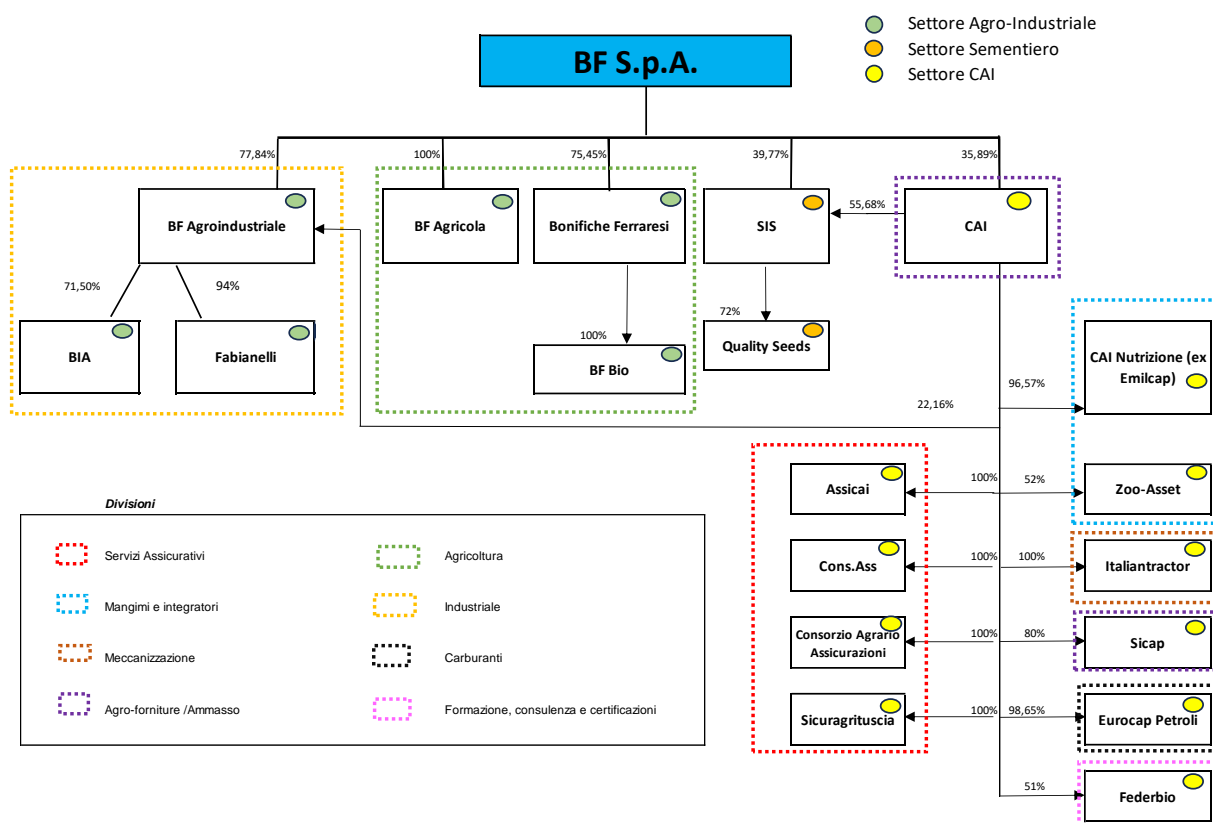 BF S.p.A.
Settore Agro-Industriale
Settore Sementiero
Settore CAI
77,84%
100%
75,45%
39,77%
35,89%
BF Agroindustriale
BF Agricola
Bonifiche Ferraresi
SIS
55,68%
CAI
71,50%
94%
BIA
Fabianelli
100%
BF Bio
72%
Quality Seeds
CAI Nutrizione (ex
Emilcap)
96,57%
22,16%
Assicai
100%
52%
Zoo-Asset
Cons.Ass
100%
100%
Italiantractor
Consorzio Agrario
Assicurazioni
100%
80%
Sicap
Sicuragrituscia
100%
98,65%
Eurocap Petroli
51%
Federbio
Divisioni
Servizi Assicurativi
Agricoltura
Mangimi e integratori
Industriale
Meccanizzazione
Carburanti
Agro-forniture /Ammasso
Formazione, consulenza e certificazioni